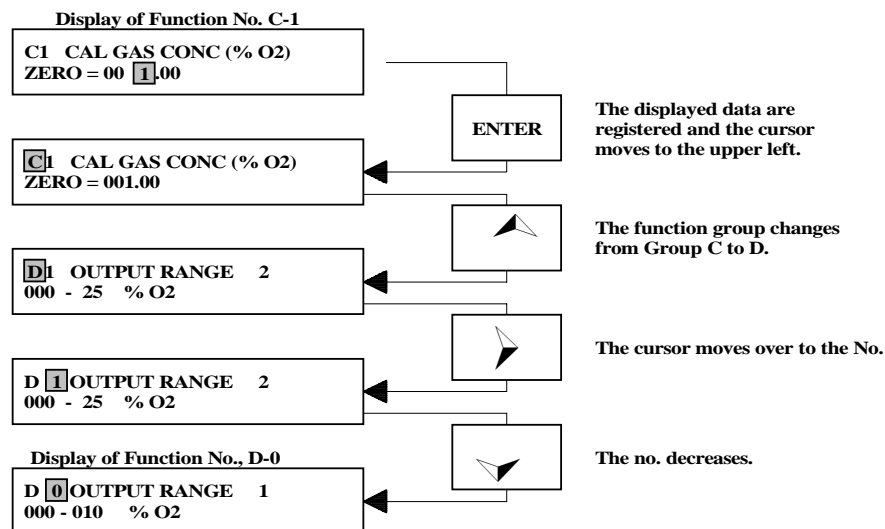 Display of Function No. C-1
C1 CAL GAS CONC (% O2)
ZERO = 00 1.00
ENTER
The displayed data are
registered and the cursor
moves to the upper left.
C1 CAL GAS CONC (% O2)
ZERO = 001.00
The function group changes
from Group C to D.
D1 OUTPUT RANGE 2
000 - 25 % O2
The cursor moves over to the No.
D 1 OUTPUT RANGE 2
000 - 25 % O2
The no. decreases.
Display of Function No., D-0
D 0 OUTPUT RANGE 1
000 - 010 % O2